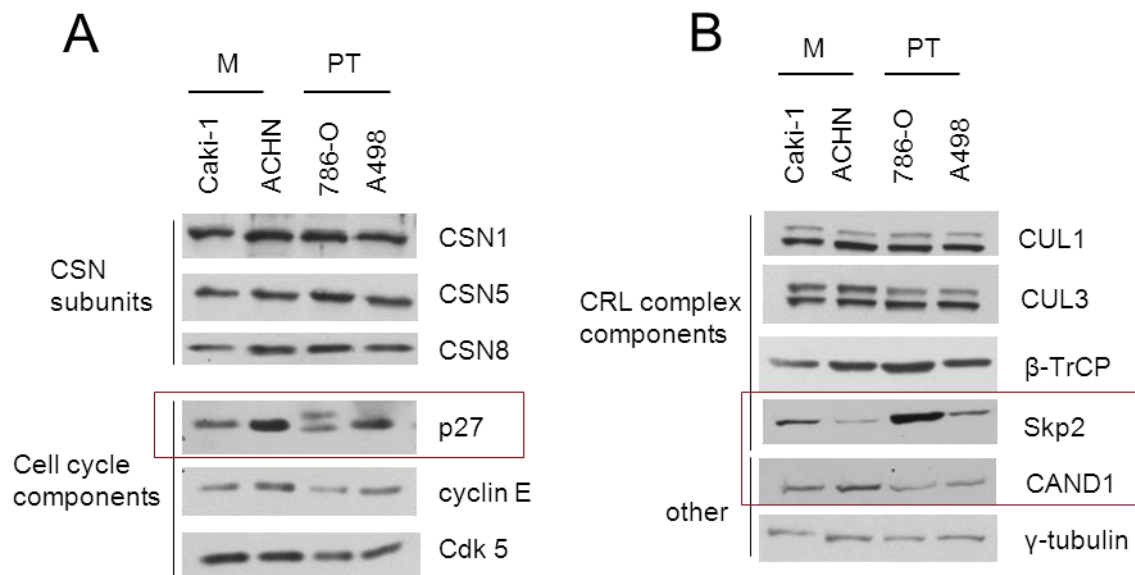 A
M PT
Caki-1
ACHN
786-O
A498
CSN
subunits
CSN1
CSN5
CSN8
Cell cycle
components
p27
cyclin E
Cdk 5
B
M PT
Caki-1
ACHN
786-O
A498
CRL complex
components
CUL1
CUL3
β-TrCP
Skp2
other
CAND1
γ-tubulin